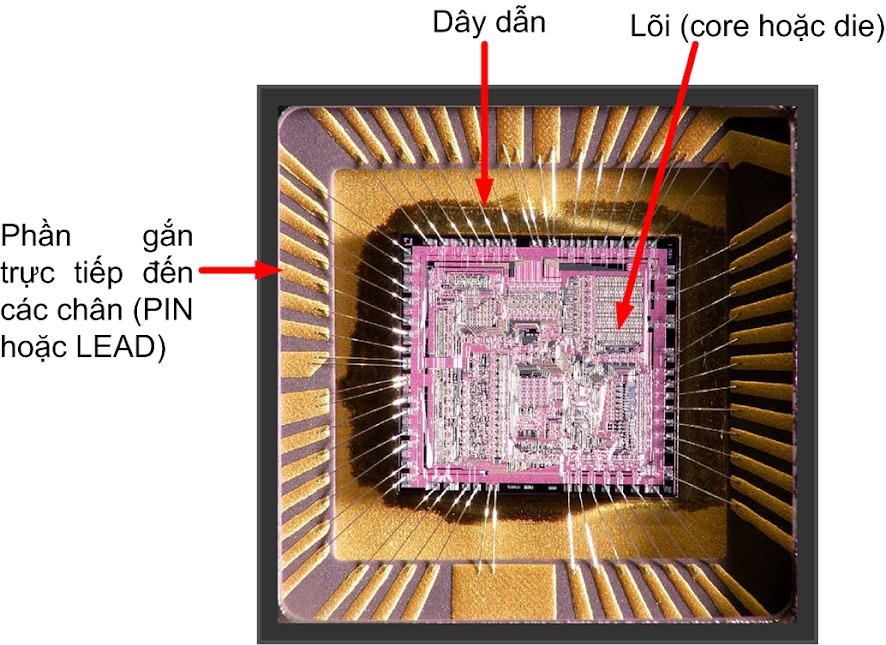 Dây dẫn
Lõi (core hoặc die)
Phần gắn
trực tiếp đến
các chân (PIN
hoặc LEAD)